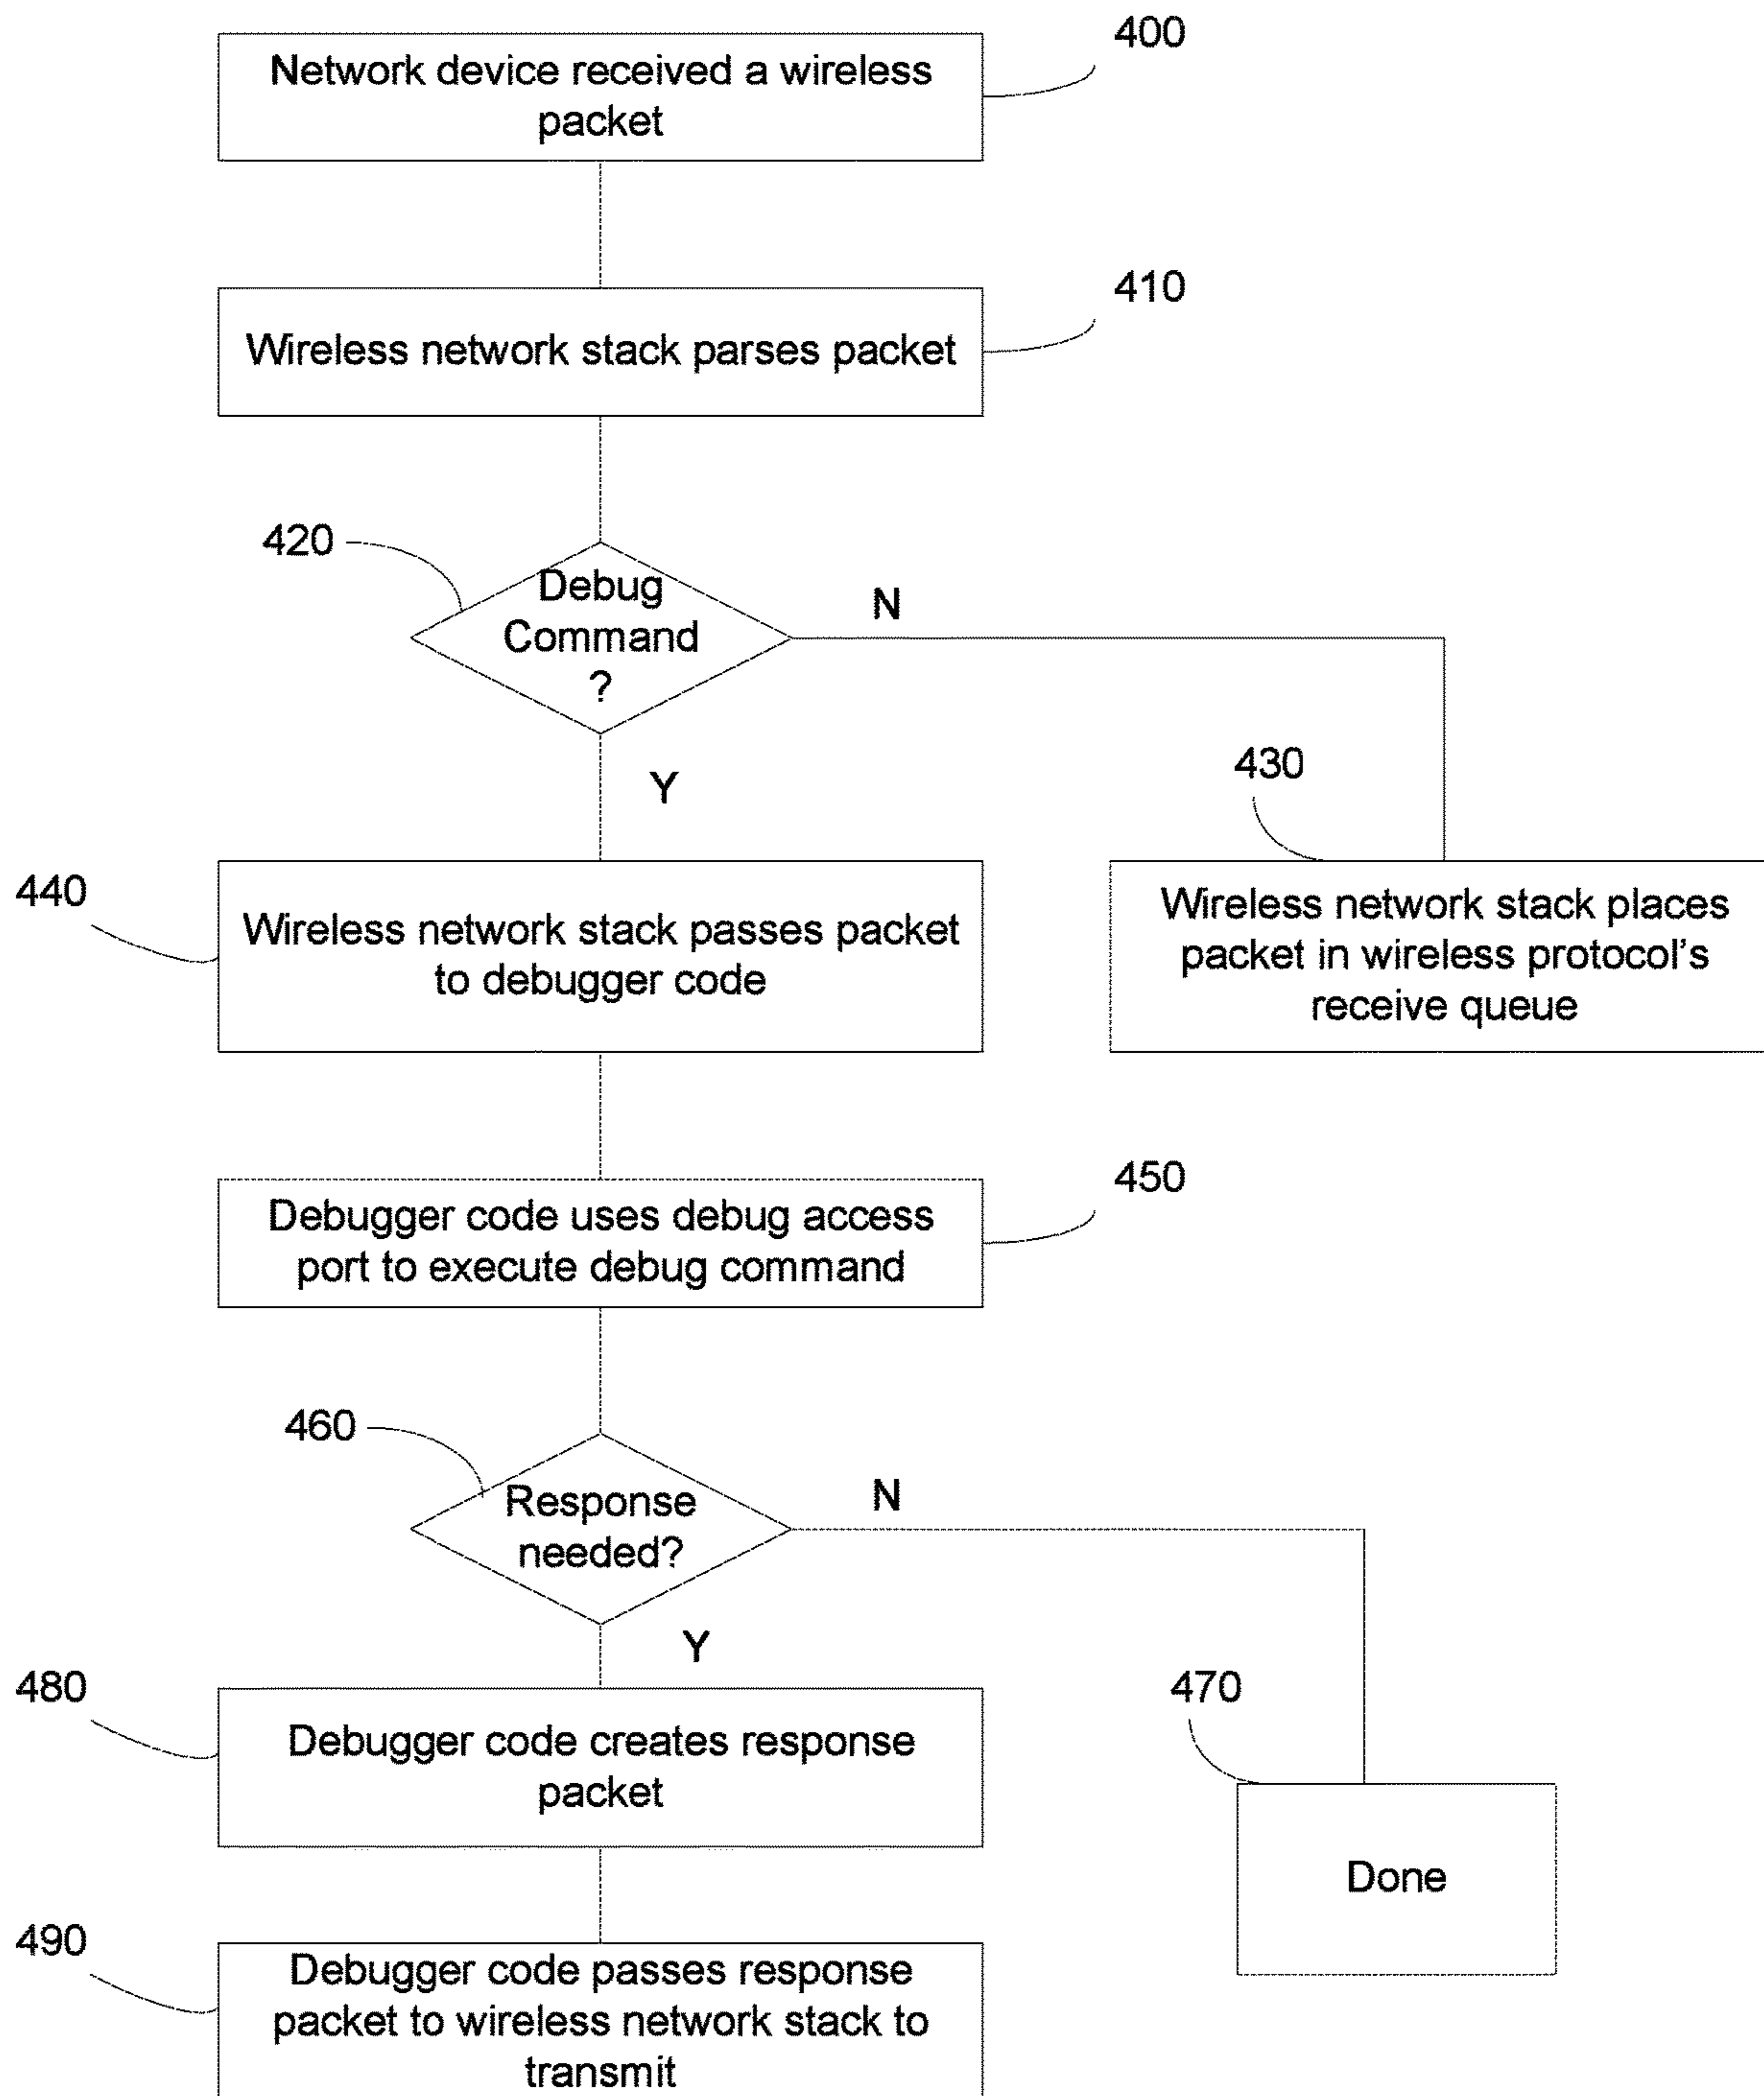 400
Network device received a wireless
packet
410
Wireless network stack parses packet
420
Debug
Command
?
N
Y
430
440
Wireless network stack passes packet
to debugger code
Wireless network stack places
packet in wireless protocol's
receive queue
450
Debugger code uses debug access
port to execute debug command
460
Response
needed?
N
Y
480
470
Debugger code creates response
packet
Done
490
Debugger code passes response
packet to wireless network stack to
transmit